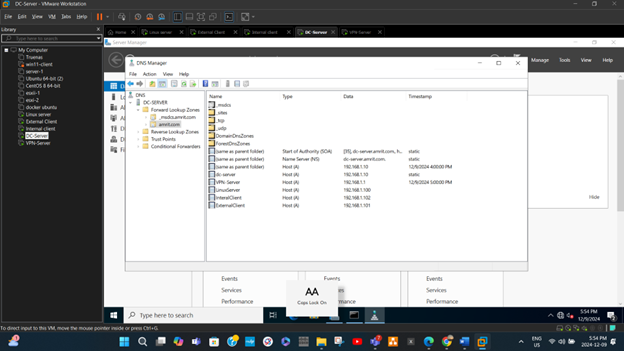 DC-Server - VMware Workstation
File Edit View VM Tabs Help
Library
Type here to search
My Computer
win11-client
server-1
Ubuntu 64-bit (2)
CentOS 8 64-bit
esxi-1
esxi-2
docker ubuntu
Linux server
External Client
Internal client
DC-Server
VPN-Server
Home
Linux server
External Client
Internal client
DC-Server
VPN-Server
Server Manager
Manage Tools View Help
DNS Manager
File Action View Help
DNS
DC-SERVER
Forward Lookup Zones
_msdcs.amrit.com
amrit.com
Reverse Lookup Zones
Trust Points
Conditional Forwarders
Name Type Data Timestamp
_msdcs
_sites
_tcp
_udp
DomainDnsZones
ForestDnsZones
(same as parent folder) Start of Authority (SOA) [35], dc-server.amrit.com, h... static
(same as parent folder) Name Server (NS) dc-server.amrit.com. static
(same as parent folder) Host (A) 192.168.1.10 12/9/2024 4:00:00 PM
dc-server Host (A) 192.168.1.10 static
VPN-Server Host (A) 192.168.1.1 12/9/2024 5:00:00 PM
LinuxServer Host (A) 192.168.1.100
InteralClient Host (A) 192.168.1.102
ExternalClient Host (A) 192.168.1.101
Hide
Events Events Events
Services Services
Performance Performance
AA
Caps Lock On
Type here to search
5:54 PM
12/9/2024
To direct input to this VM, move the mouse pointer inside or press Ctrl+G.
ENG
US
5:54 PM
2024-12-09